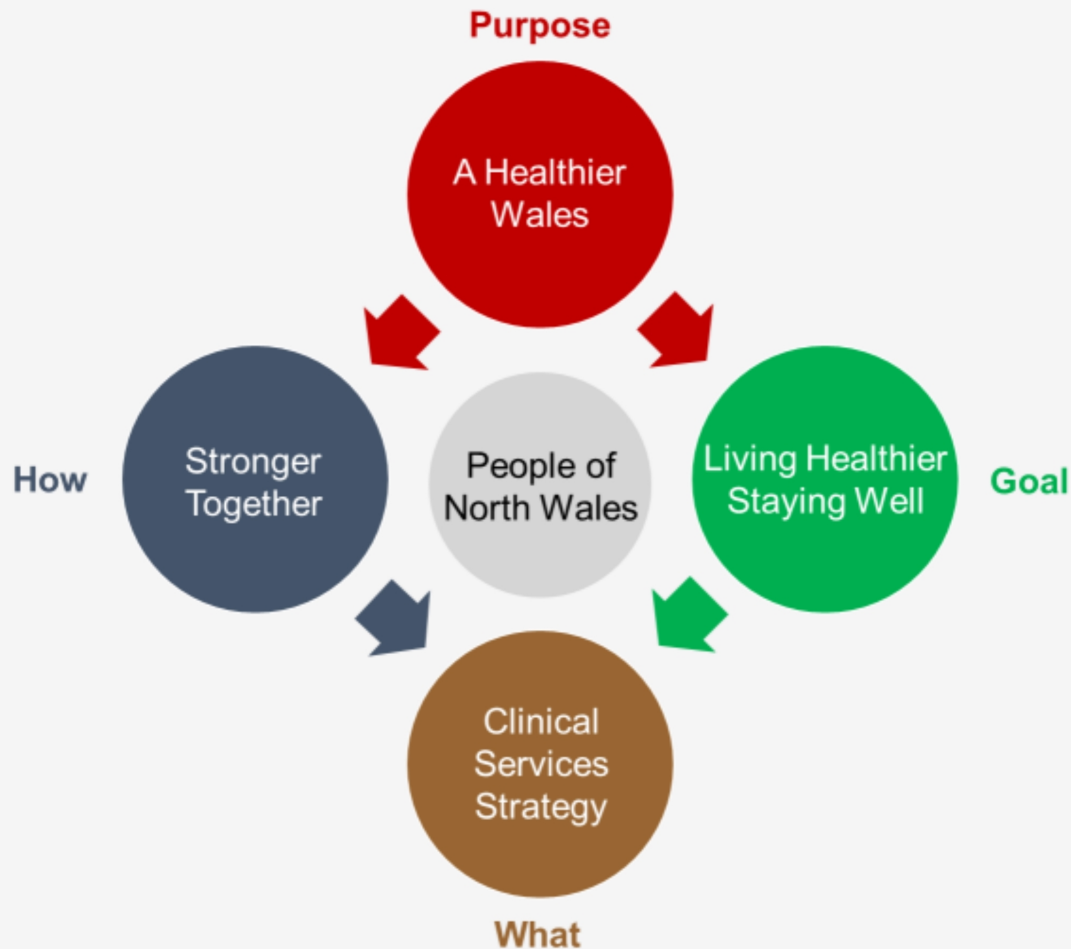 Purpose
A Healthier
Wales
How
Stronger
Together
People of
North Wales
Living Healthier
Staying Well
Goal
Clinical
Services
Strategy
What